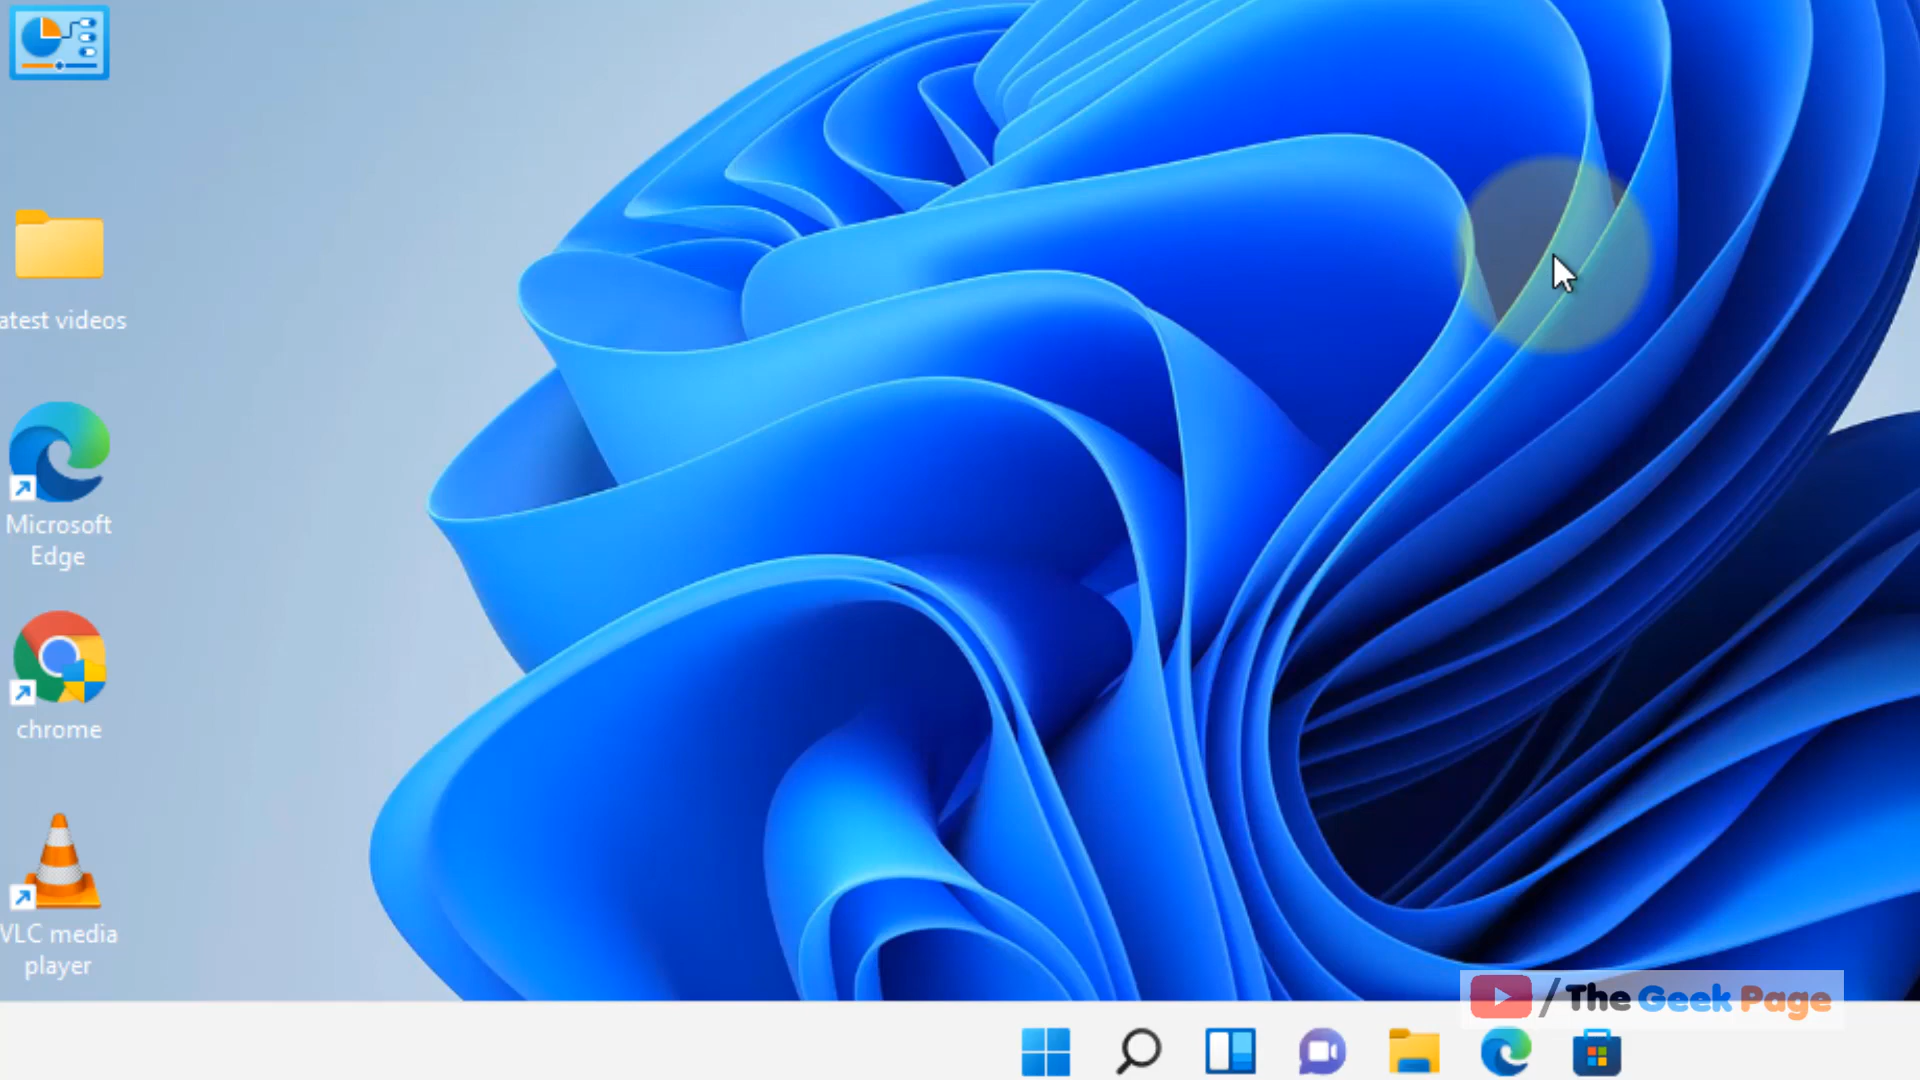 atest videos
Microsoft
Edge
chrome
VLC media
player
/The Geek Page